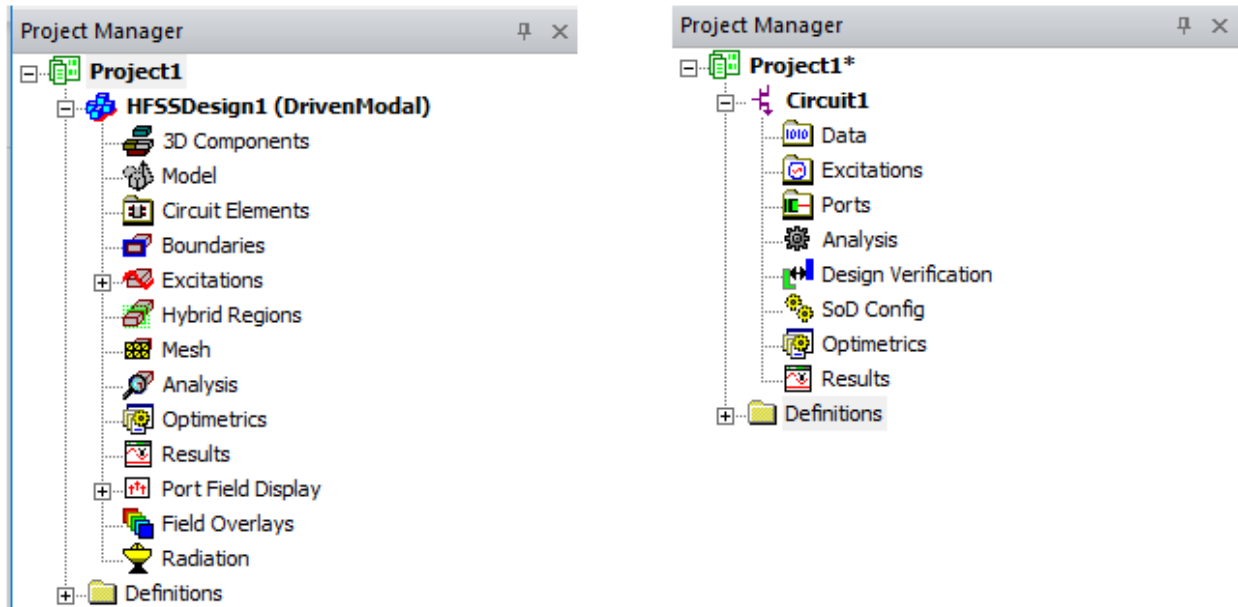 Project Manager
Project1
HFSSDesign1 (DrivenModal)
3D Components
Model
Circuit Elements
Boundaries
Excitations
Hybrid Regions
Mesh
Analysis
Optimetrics
Results
Port Field Display
Field Overlays
Radiation
Definitions
Project Manager
Project1*
Circuit1
1010 Data
Excitations
Ports
Analysis
Design Verification
SoD Config
Optimetrics
Results
Definitions